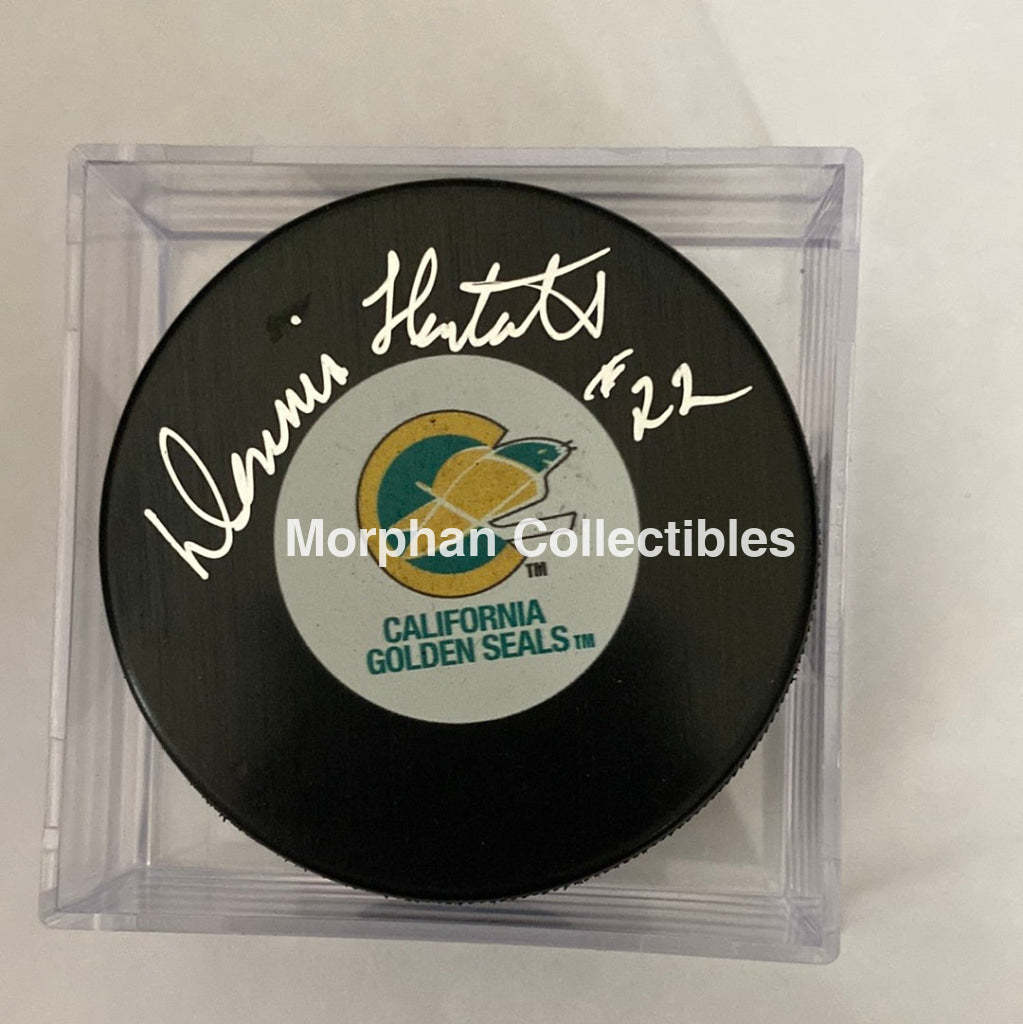 Dennis Hextall
#22
Morphan Collectibles
TM
CALIFORNIA
GOLDEN SEALS TM